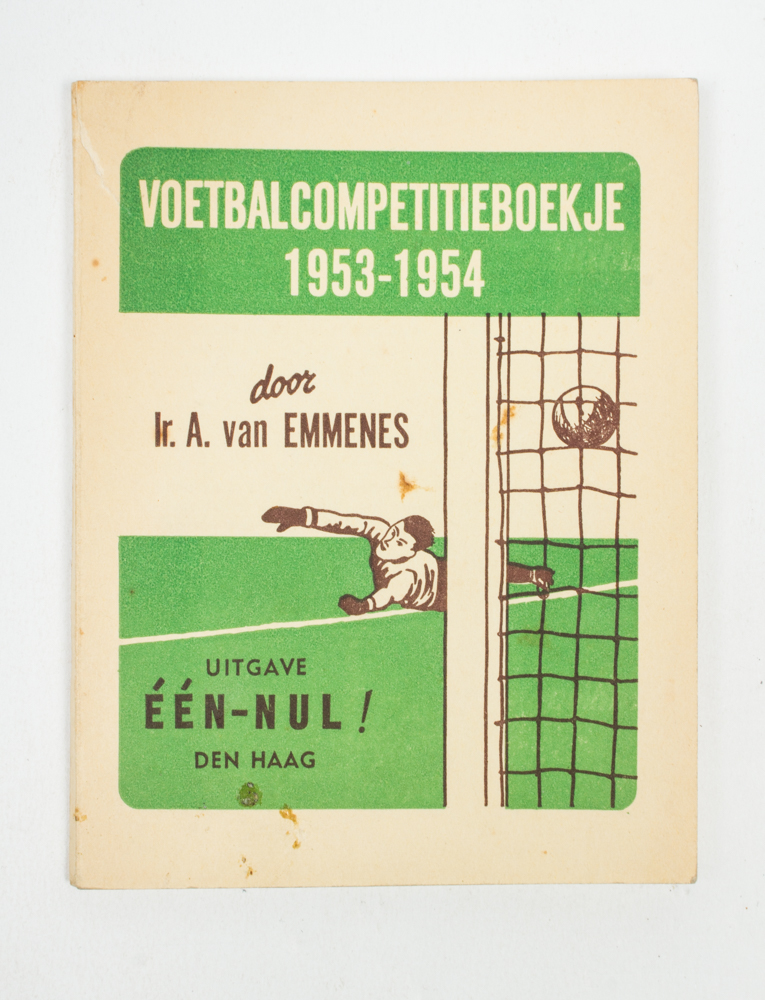 VOETBALCOMPETITIEBOEKJE
1953-1954
door
Ir. A. van EMMENES
UITGAVE
ÉÉN-NUL!
DEN HAAG